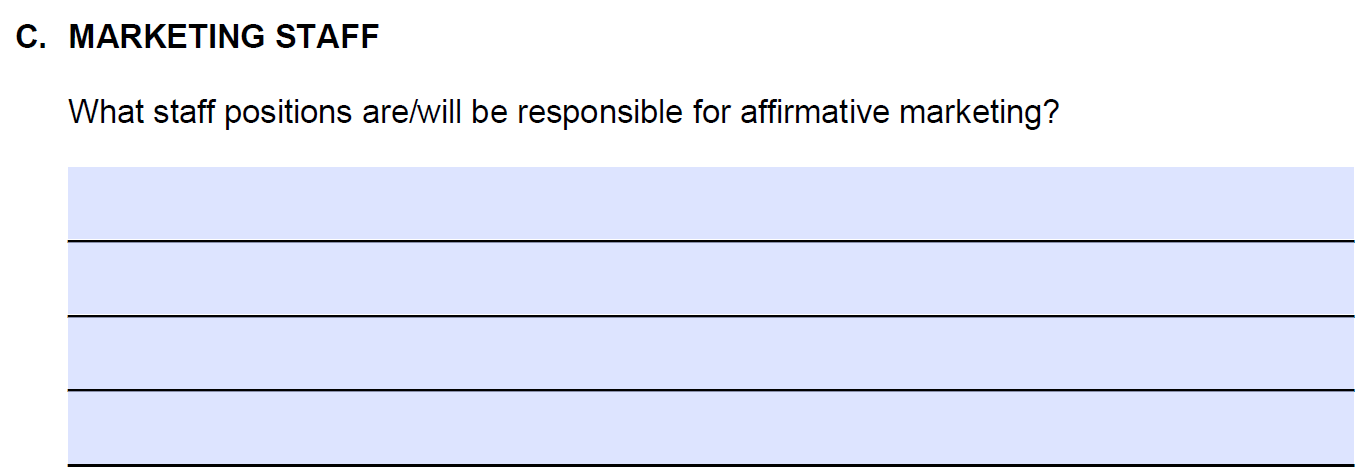 C. MARKETING STAFF
What staff positions are/will be responsible for affirmative marketing?